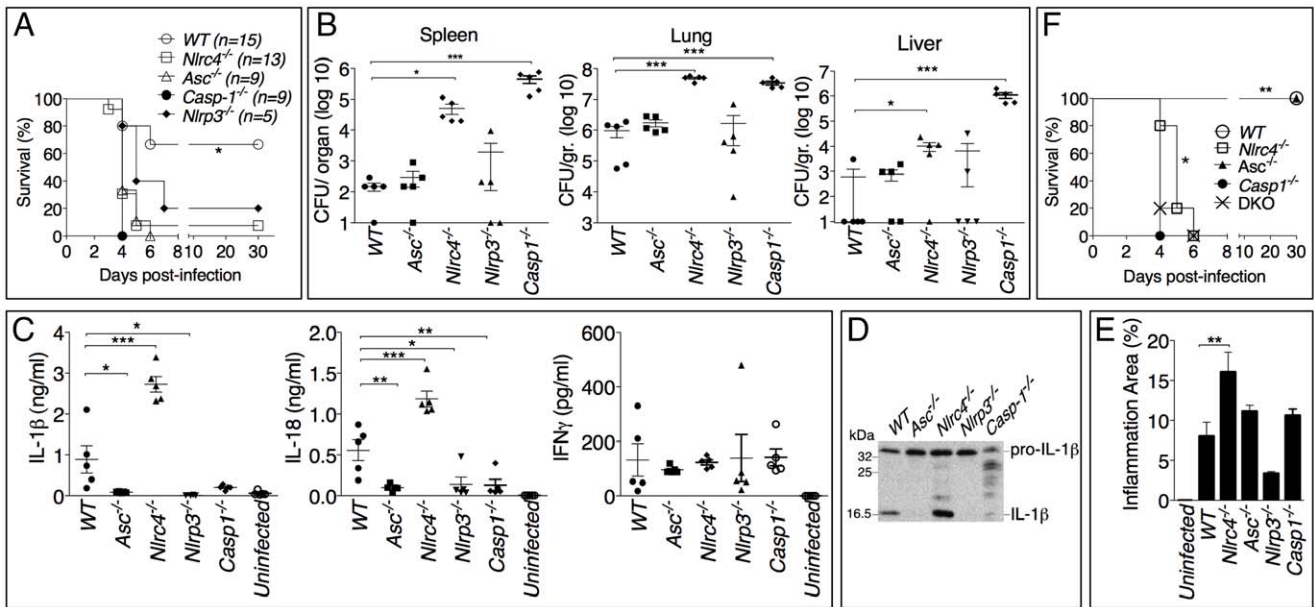 A
WT (n=15)
Nlrc4-/- (n=13)
Asc-/- (n=9)
Casp-1-/- (n=9)
Nlrp3-/- (n=5)
Survival (%)
100
80
60
40
20
0
*
0 2 4 6 8 10 20 30
Days post-infection
B
Spleen
***
*
CFU/ organ (log 10)
6
5
4
3
2
1
WT
Asc-/-
Nlrc4-/-
Nlrp3-/-
Casp1-/-
Lung
***
***
CFU/gr. (log 10)
9
8
7
6
5
4
3
WT
Asc-/-
Nlrc4-/-
Nlrp3-/-
Casp1-/-
Liver
***
*
CFU/gr. (log 10)
7
6
5
4
3
2
1
WT
Asc-/-
Nlrc4-/-
Nlrp3-/-
Casp1-/-
F
**
WT
Nlrc4-/-
Asc-/-
Casp1-/-
DKO
*
Survival (%)
100
80
60
40
20
0
0 2 4 6 8 10 20 30
Days post-infection
C
*
***
*
IL-1β (ng/ml)
4
3
2
1
0
WT
Asc-/-
Nlrc4-/-
Nlrp3-/-
Casp1-/-
Uninfected
**
*
***
**
IL-18 (ng/ml)
2.0
1.5
1.0
0.5
0.0
WT
Asc-/-
Nlrc4-/-
Nlrp3-/-
Casp1-/-
Uninfected
IFNγ (pg/ml)
600
400
200
0
WT
Asc-/-
Nlrc4-/-
Nlrp3-/-
Casp1-/-
Uninfected
D
WT
Asc-/-
Nlrc4-/-
Nlrp3-/-
Casp-1-/-
kDa
32
25
16.5
pro-IL-1β
IL-1β
E
**
Inflamation Area (%)
20
15
10
5
0
Uninfected
WT
Nlrc4-/-
Asc-/-
Nlrp3-/-
Casp1-/-